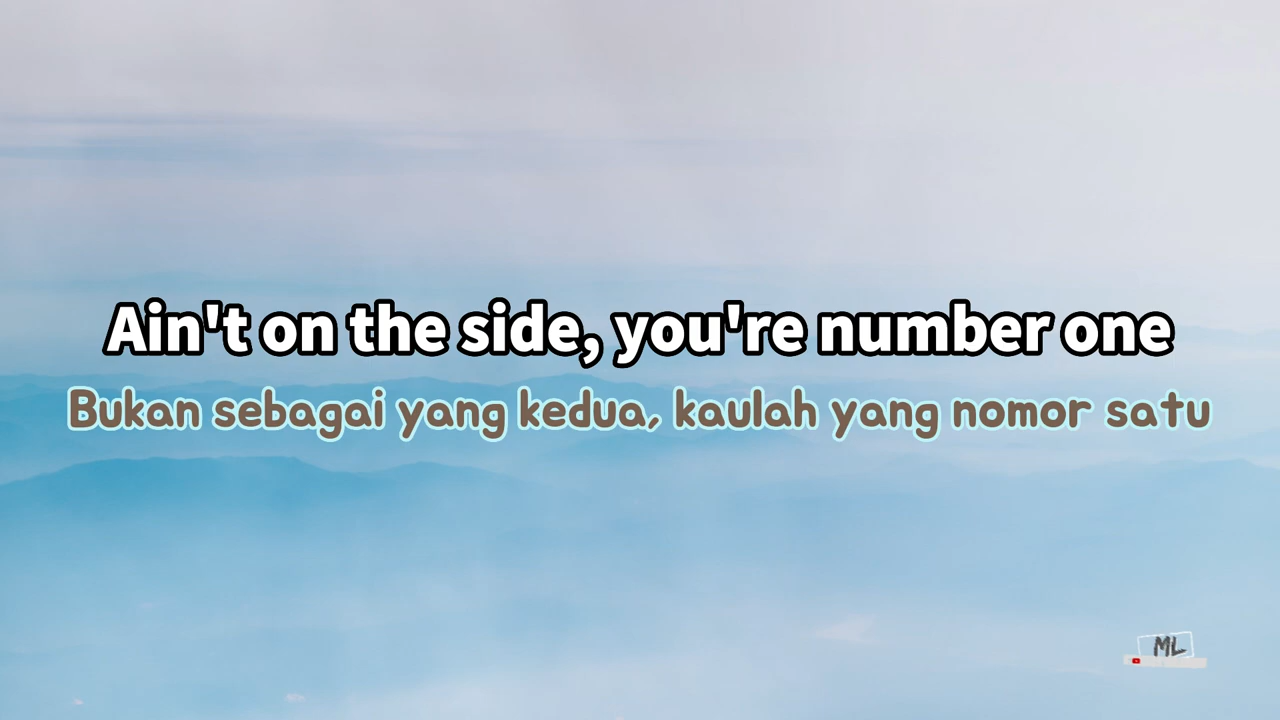 Ain't on the side, you're number one
Bukan sebagai yang kedua, kaulah yang nomor satu
ML